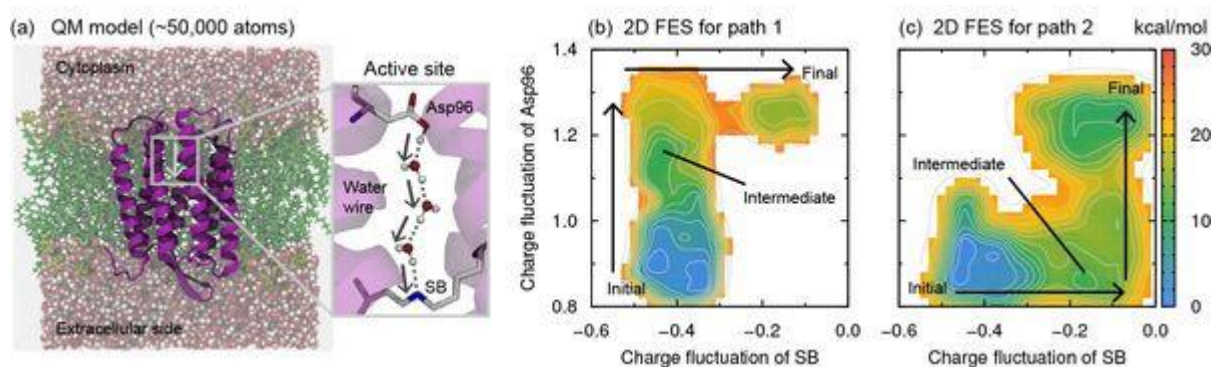 (a) QM model (~50,000 atoms)
Cytoplasm
Extracellular side
Active site
Asp96
Water
wire
SB
(b) 2D FES for path 1
Charge fluctuation of Asp96
1.4
1.2
1.0
0.8
Final
Intermediate
Initial
−0.6 −0.4 −0.2 0.0
Charge fluctuation of SB
(c) 2D FES for path 2
Final
Intermediate
Initial
−0.6 −0.4 −0.2 0.0
Charge fluctuation of SB
kcal/mol
30
20
10
0